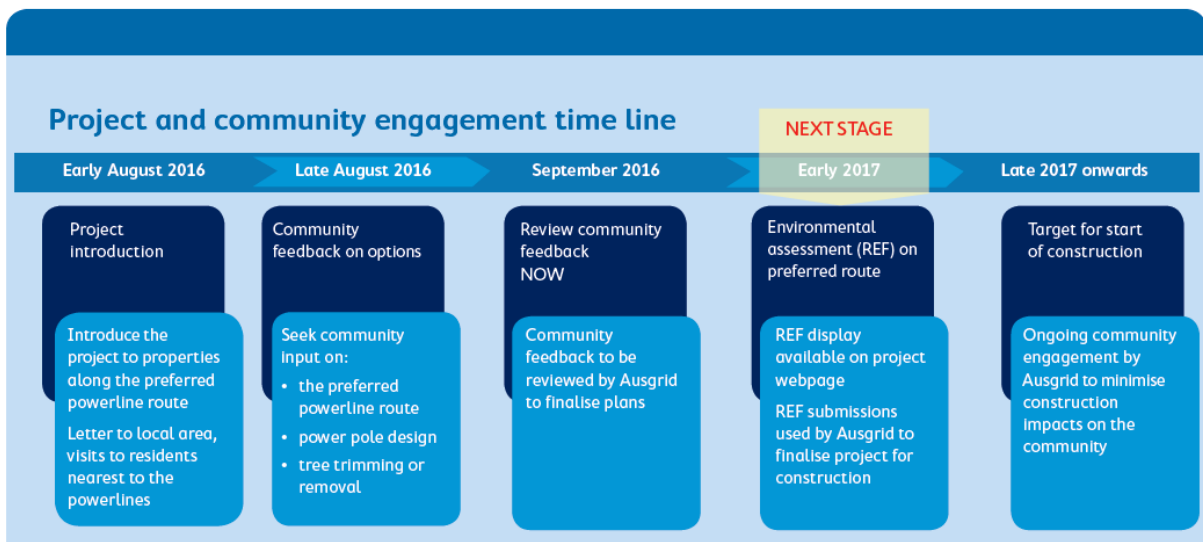 Project and community engagement time line
NEXT STAGE
Early August 2016
Late August 2016
September 2016
Early 2017
Late 2017 onwards
Project
introduction
Introduce the
project to properties
along the preferred
powerline route
Letter to local area,
visits to residents
nearest to the
powerlines
Community
feedback on options
Seek community
input on:
• the preferred
powerline route
• power pole design
• tree trimming or
removal
Review community
feedback
NOW
Community
feedback to be
reviewed by Ausgrid
to finalise plans
Environmental
assessment (REF) on
preferred route
REF display
available on project
webpage
REF submissions
used by Ausgrid to
finalise project for
construction
Target for start
of construction
Ongoing community
engagement by
Ausgrid to minimise
construction
impacts on the
community